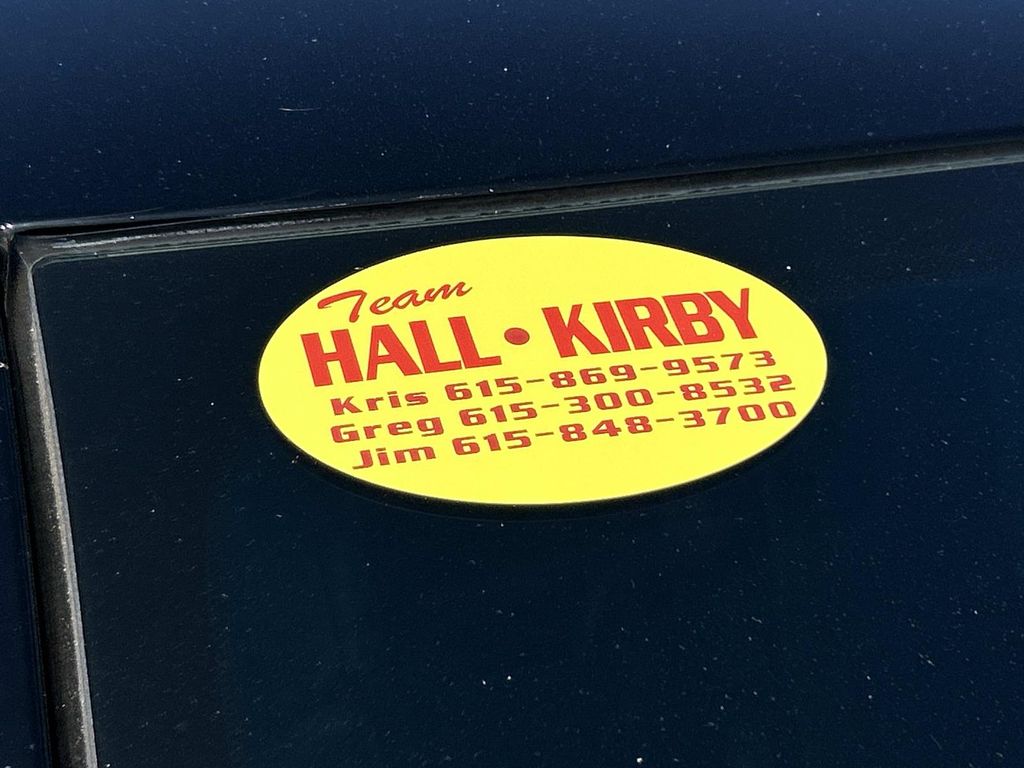 Team
HALL • KIRBY
Kris 615-869-9573
Greg 615-300-8532
Jim 615-848-3700